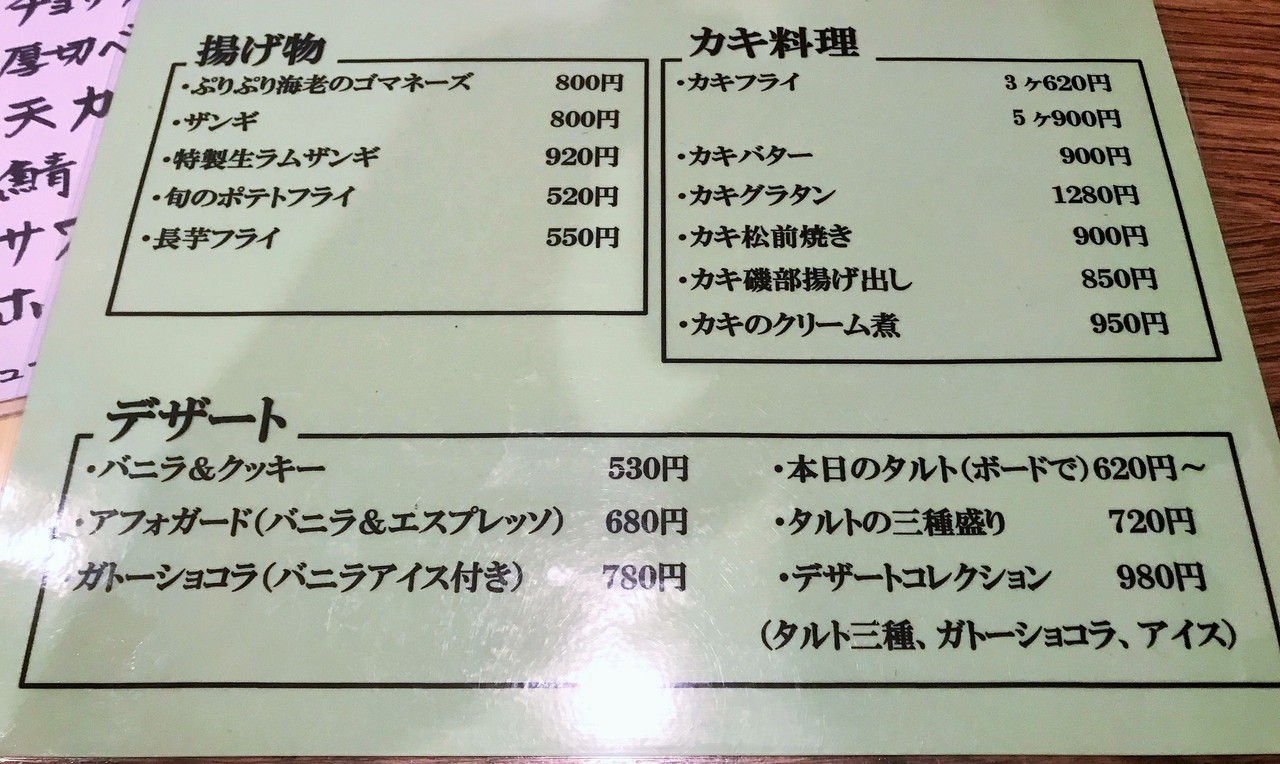 厚切べ
天カ
鯖
サ
ホ
揚げ物
・ぷりぷり海老のゴマネーズ 800円
・ザンギ 800円
・特製生ラムザンギ 920円
・旬のポテトフライ 520円
・長芋フライ 550円
カキ料理
・カキフライ 3ヶ620円
5ヶ900円
・カキバター 900円
・カキグラタン 1280円
・カキ松前焼き 900円
・カキ磯部揚げ出し 850円
・カキのクリーム煮 950円
デザート
・バニラ&クッキー 530円
・アフォガード(バニラ&エスプレッソ) 680円
・ガトーショコラ(バニラアイス付き) 780円
・本日のタルト(ボードで)620円~
・タルトの三種盛り 720円
・デザートコレクション 980円
(タルト三種、ガトーショコラ、アイス)